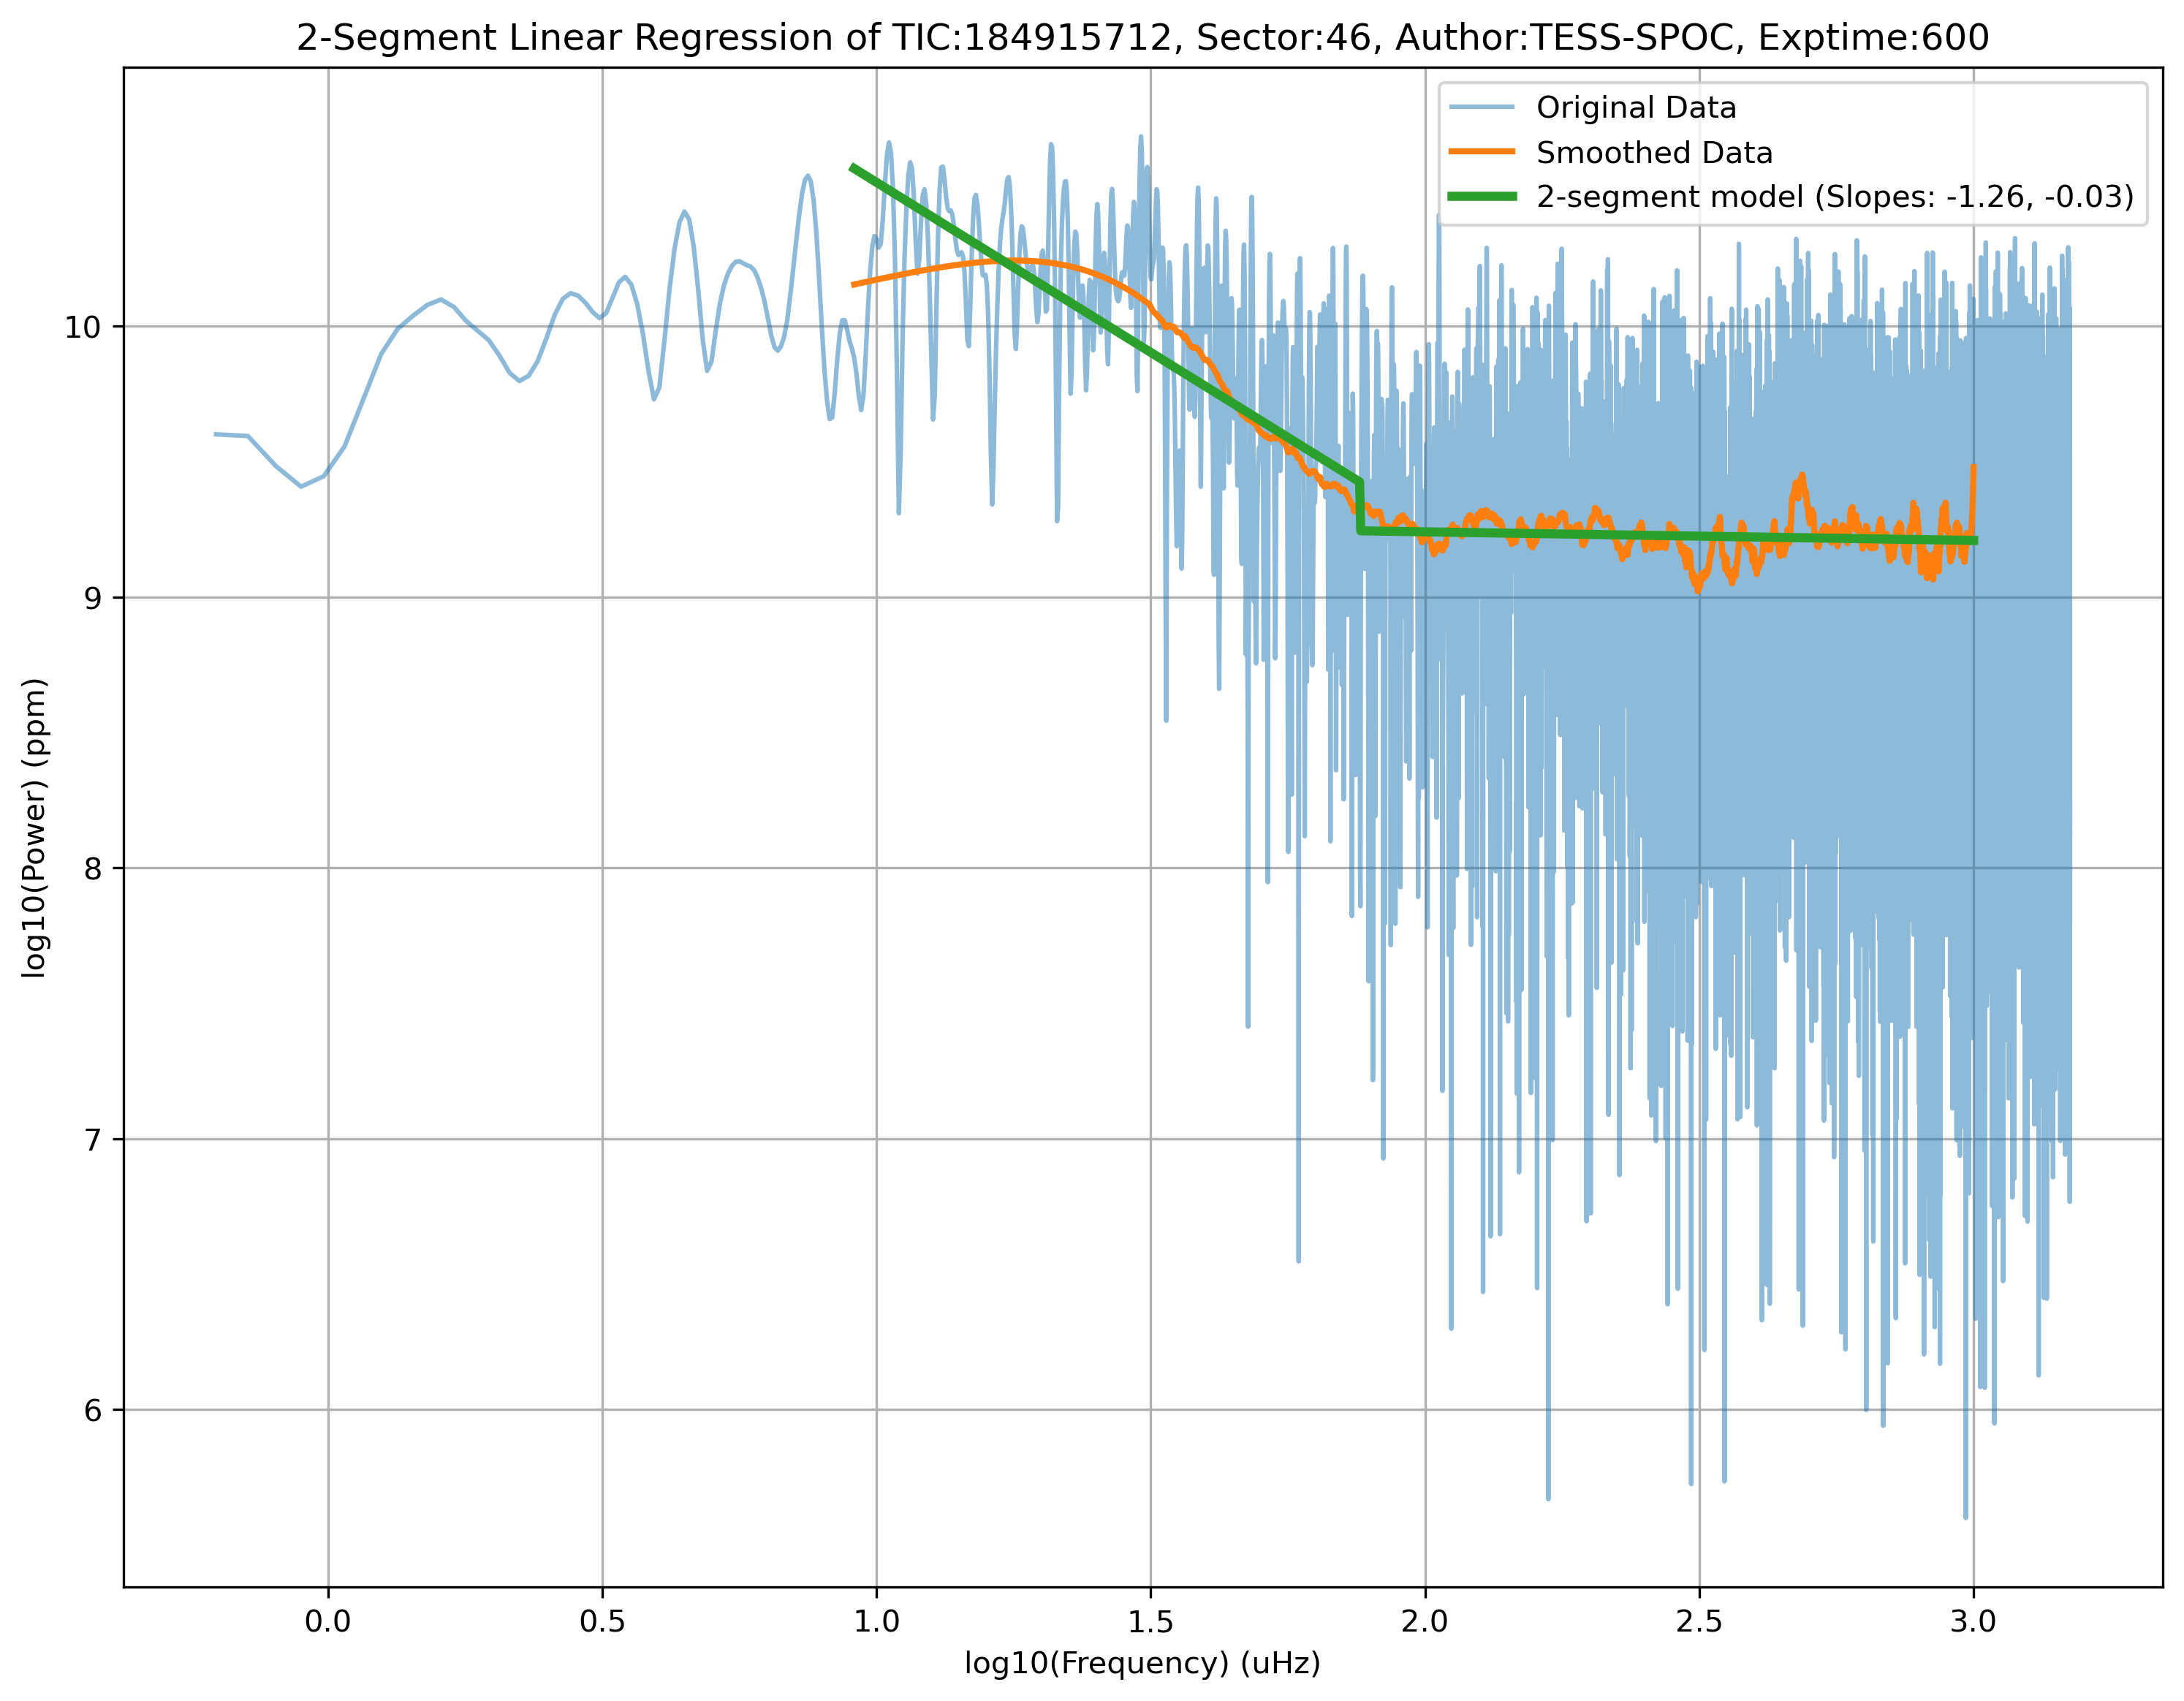 2-Segment Linear Regression of TIC:184915712, Sector:46, Author:TESS-SPOC, Exptime:600
Original Data
Smoothed Data
2-segment model (Slopes: -1.26, -0.03)
log10(Power) (ppm)
10
9
8
7
6
0.0 0.5 1.0 1.5 2.0 2.5 3.0
log10(Frequency) (uHz)